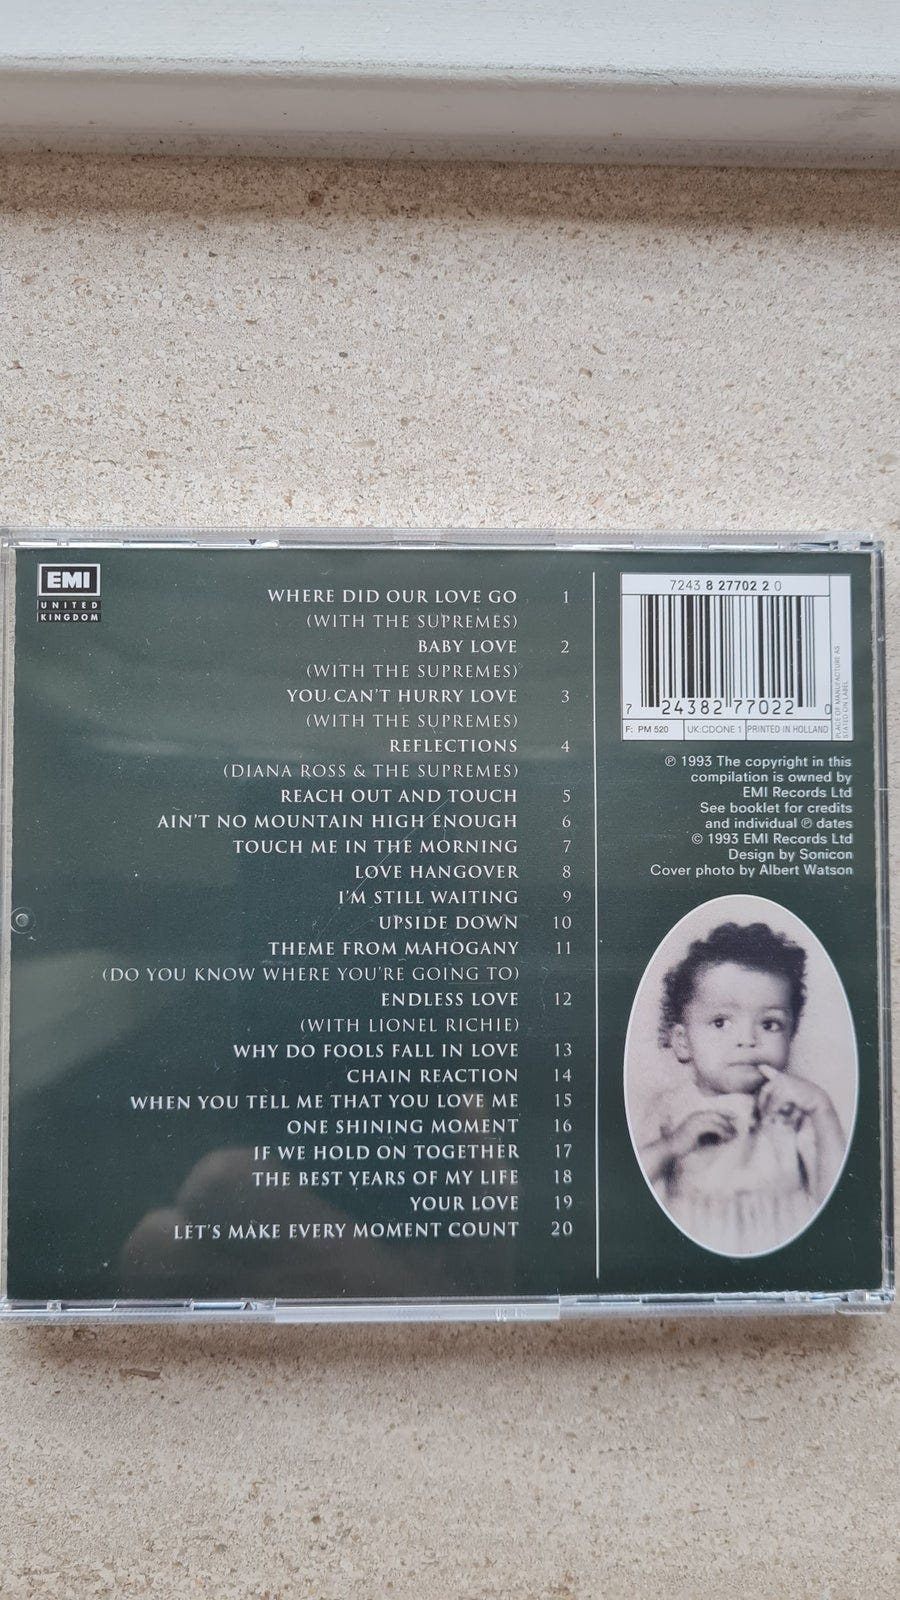 EMI
UNITED
KINGDOM
WHERE DID OUR LOVE GO 1
(WITH THE SUPREMES)
BABY LOVE 2
(WITH THE SUPREMES)
YOU CAN'T HURRY LOVE 3
(WITH THE SUPREMES)
REFLECTIONS 4
(DIANA ROSS & THE SUPREMES)
REACH OUT AND TOUCH 5
AIN'T NO MOUNTAIN HIGH ENOUGH 6
TOUCH ME IN THE MORNING 7
LOVE HANGOVER 8
I'M STILL WAITING 9
UPSIDE DOWN 10
THEME FROM MAHOGANY 11
(DO YOU KNOW WHERE YOU'RE GOING TO)
ENDLESS LOVE 12
(WITH LIONEL RICHIE)
WHY DO FOOLS FALL IN LOVE 13
CHAIN REACTION 14
WHEN YOU TELL ME THAT YOU LOVE ME 15
ONE SHINING MOMENT 16
IF WE HOLD ON TOGETHER 17
THE BEST YEARS OF MY LIFE 18
YOUR LOVE 19
LET'S MAKE EVERY MOMENT COUNT 20
7243 8 27702 2 0
7 24382 77022 0
PLACE OF MANUFACTURE AS
STATED ON LABEL
F: PM 520 UK:CDONE 1 PRINTED IN HOLLAND
℗ 1993 The copyright in this
compilation is owned by
EMI Records Ltd
See booklet for credits
and individual ℗ dates
© 1993 EMI Records Ltd
Design by Sonicon
Cover photo by Albert Watson